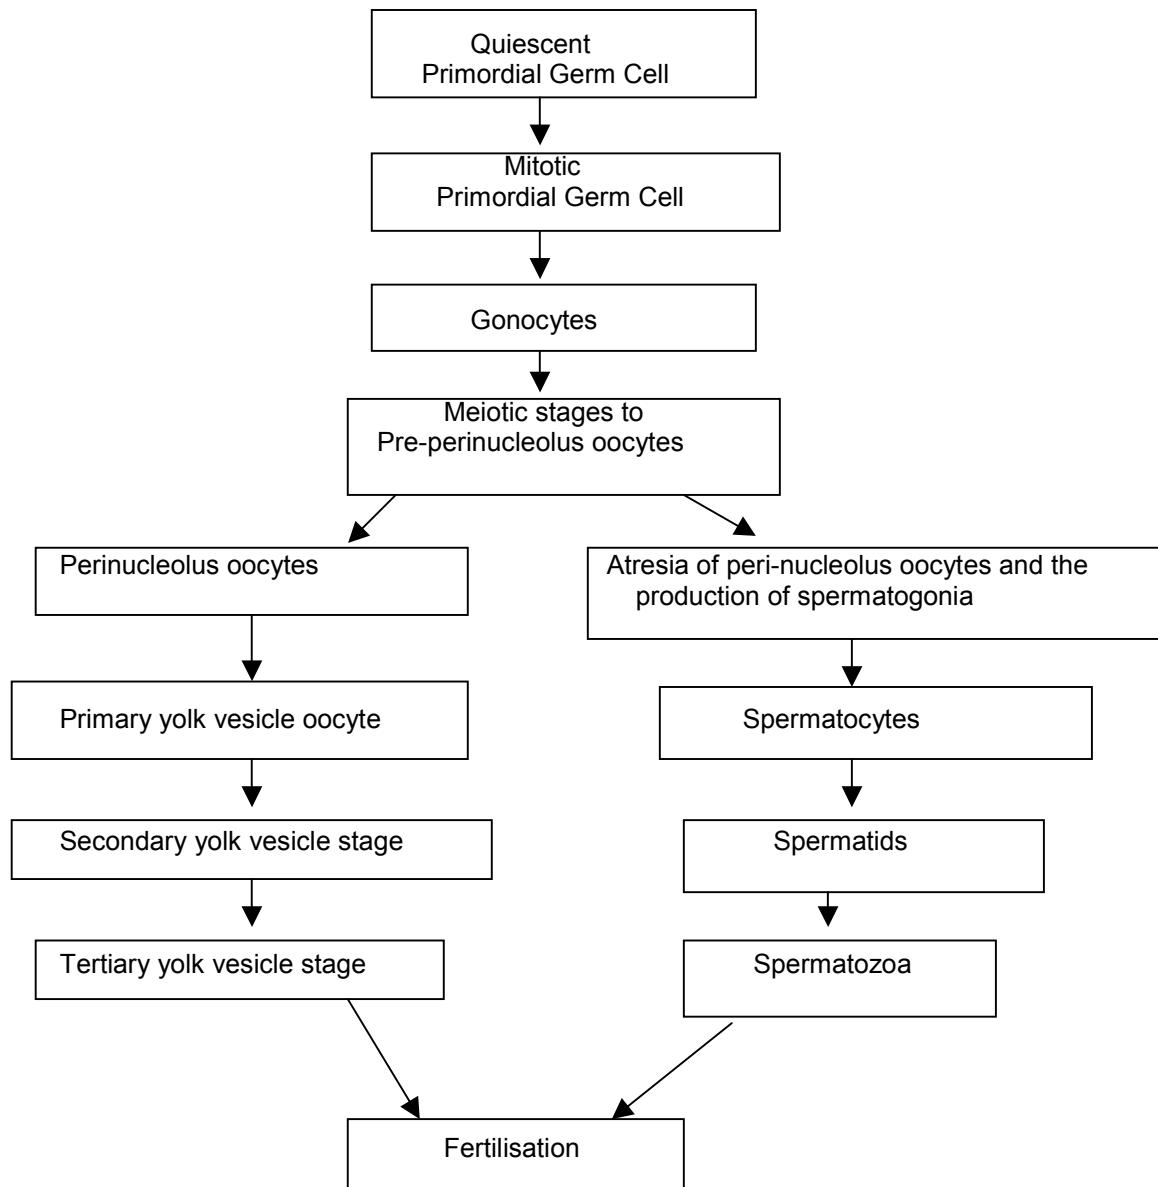 Quiescent
Primordial Germ Cell
Mitotic
Primordial Germ Cell
Gonocytes
Meiotic stages to
Pre-perinucleolus oocytes
Perinucleolus oocytes
Atresia of peri-nucleolus oocytes and the
production of spermatogonia
Primary yolk vesicle oocyte
Spermatocytes
Secondary yolk vesicle stage
Spermatids
Tertiary yolk vesicle stage
Spermatozoa
Fertilisation